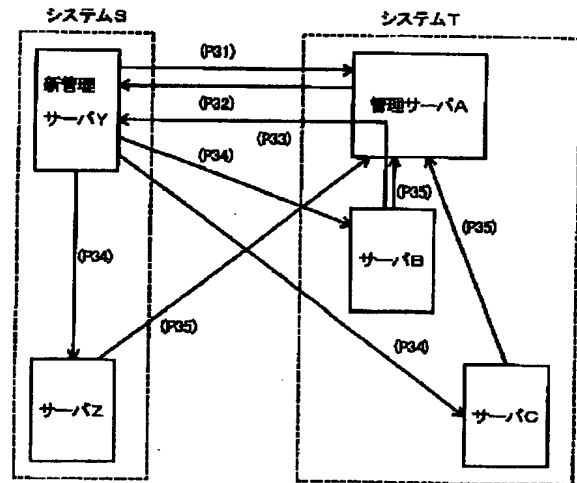 システムS
システムT
新管理
サーバY
(P31)
(P32)
管理サーバA
(P33)
(P34)
(P35)
サーバB
(P35)
(P34)
(P35)
(P34)
サーバZ
サーバC